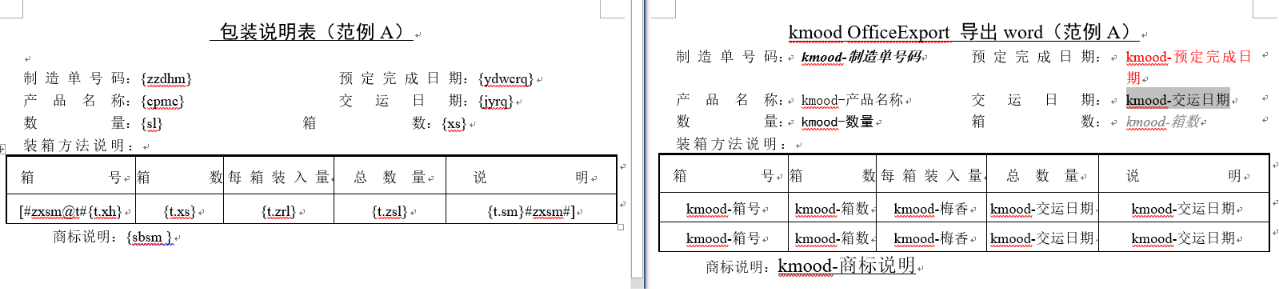 包装说明表（范例 A）
制造单号码：{zzdhm} 预定完成日期：{ydwcrq}
产品名称：{cpmc} 交运日期：{jyrq}
数量：{sl} 箱数：{xs}
装箱方法说明：
箱号 箱数 每箱装入量 总数量 说明
[#zxsm@t#{t.xh} {t.xs} {t.zrl} {t.zsl} {t.sm}#zxsm#]
商标说明：{sbsm }
kmood OfficeExport 导出 word（范例 A）
制造单号码： kmood-制造单号码 预定完成日期： kmood-预定完成日
期
产品名称： kmood-产品名称 交运日期： kmood-交运日期
数量： kmood-数量 箱数： kmood-箱数
装箱方法说明：
箱号 箱数 每箱装入量 总数量 说明
kmood-箱号 kmood-箱数 kmood-梅香 kmood-交运日期 kmood-交运日期
kmood-箱号 kmood-箱数 kmood-梅香 kmood-交运日期 kmood-交运日期
商标说明：kmood-商标说明